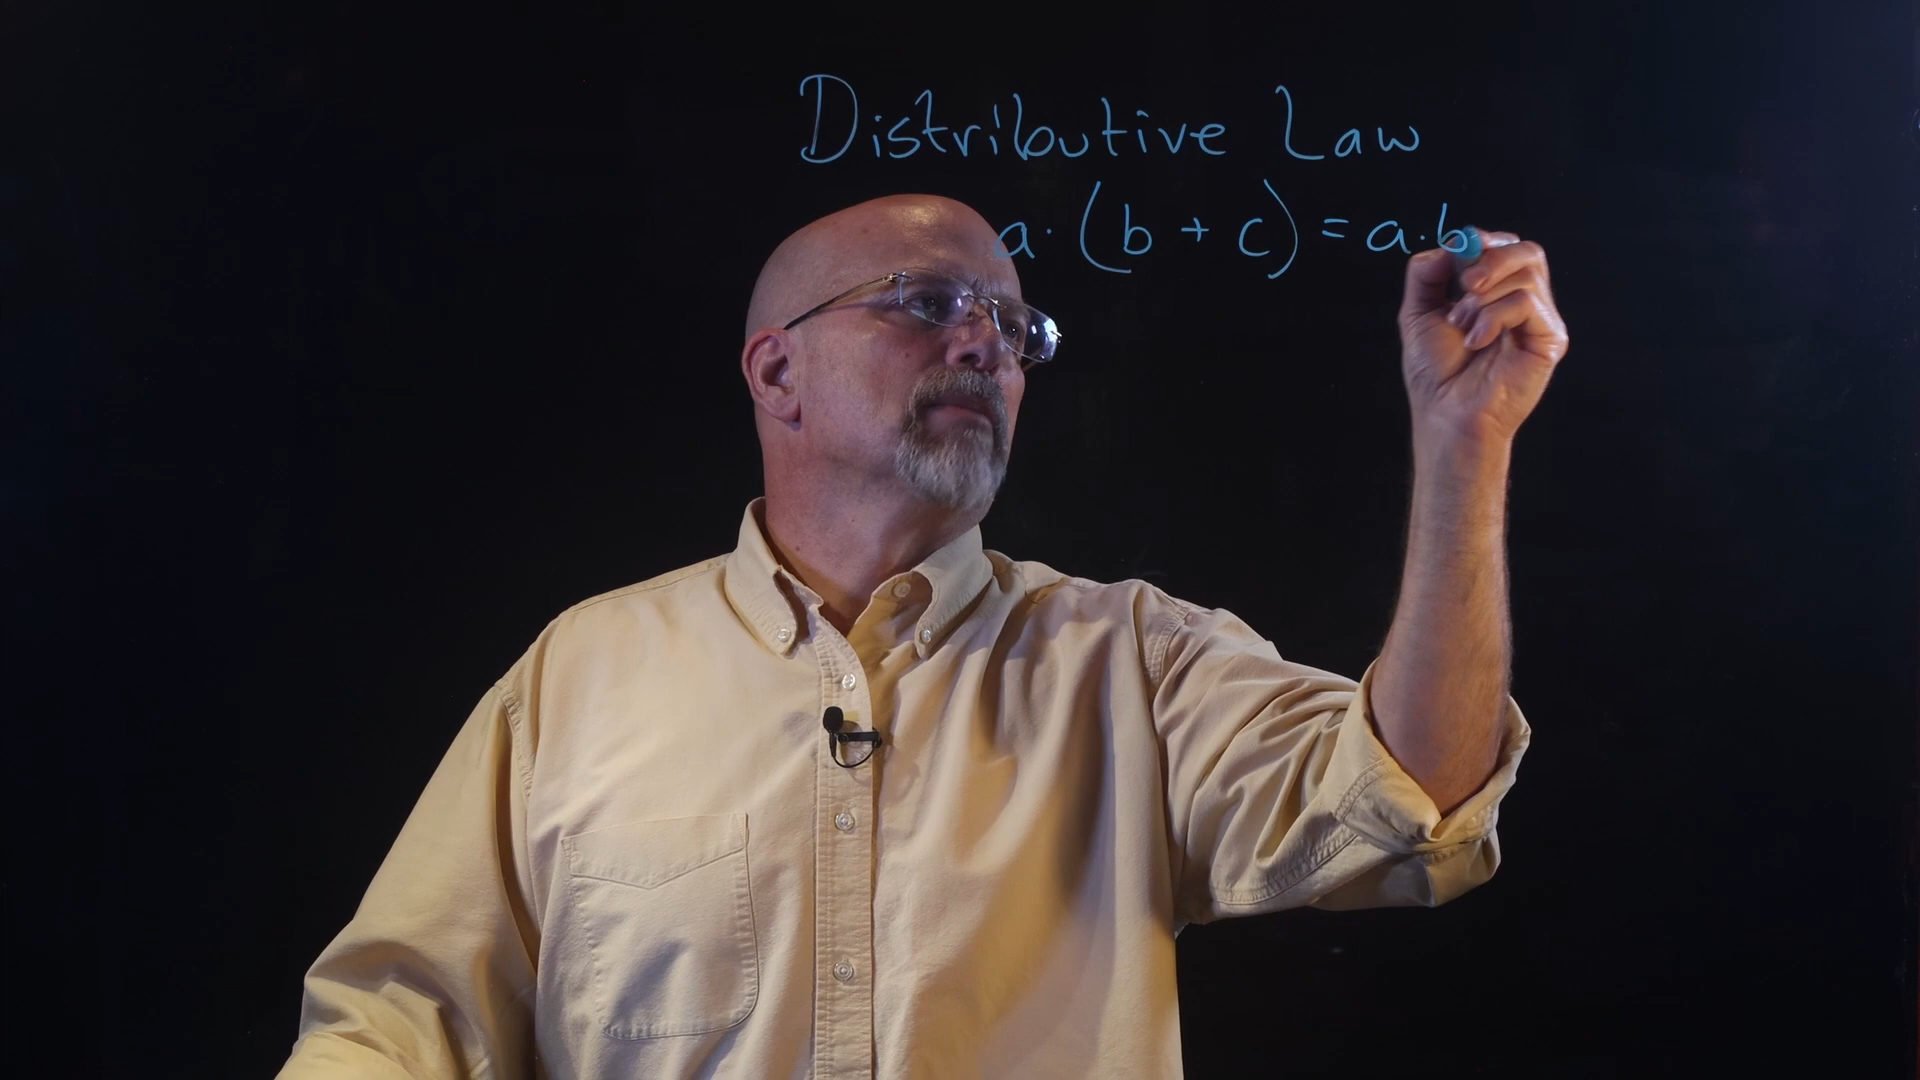 Distributive Law
a · (b + c) = a · b